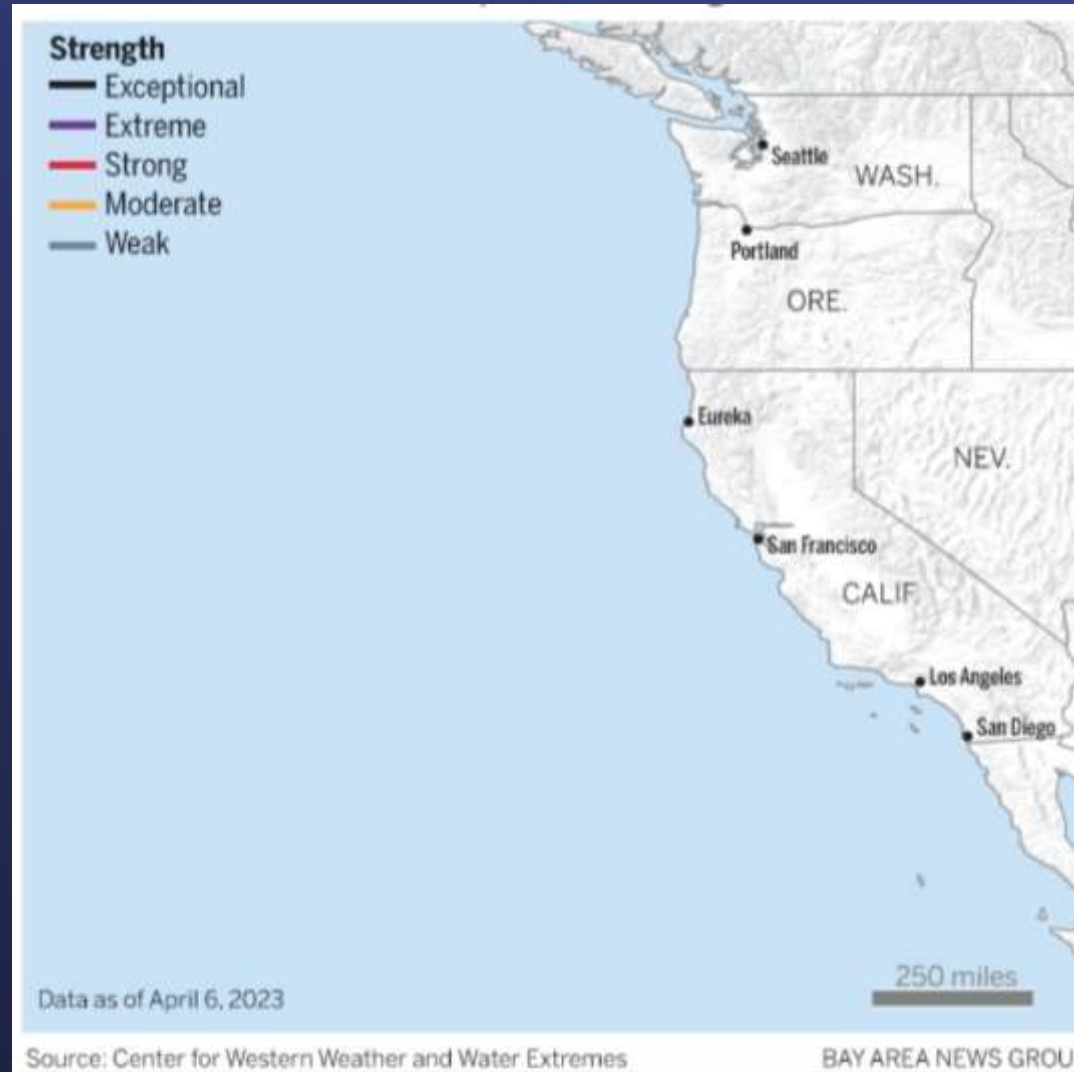 Strength
Exceptional
Extreme
Strong
Moderate
Weak
Seattle
WASH.
Portland
ORE.
Eureka
NEV.
San Francisco
CALIF.
Los Angeles
San Diego
250 miles
Data as of April 6, 2023
Source: Center for Western Weather and Water Extremes
BAY AREA NEWS GROU